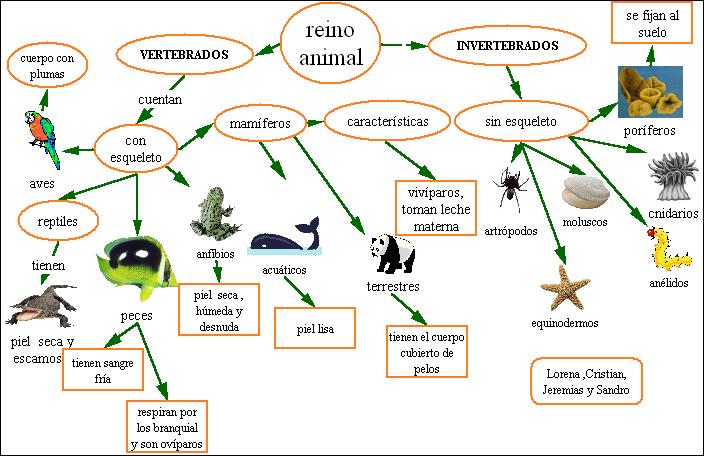 reino
animal
VERTEBRADOS
INVERTEBRADOS
se fijan al
suelo
cuerpo con
plumas
cuentan
con
esqueleto
mamíferos
características
sin esqueleto
poríferos
aves
vivíparos,
toman leche
materna
artrópodos
moluscos
cnidarios
reptiles
anfibios
acuáticos
terrestres
anélidos
tienen
peces
piel seca ,
húmeda y
desnuda
piel lisa
equinodermos
piel seca y
escamos
tienen sangre
fría
tienen el cuerpo
cubierto de
pelos
respiran por
los branquial
y son ovíparos
Lorena ,Cristian,
Jeremias y Sandro